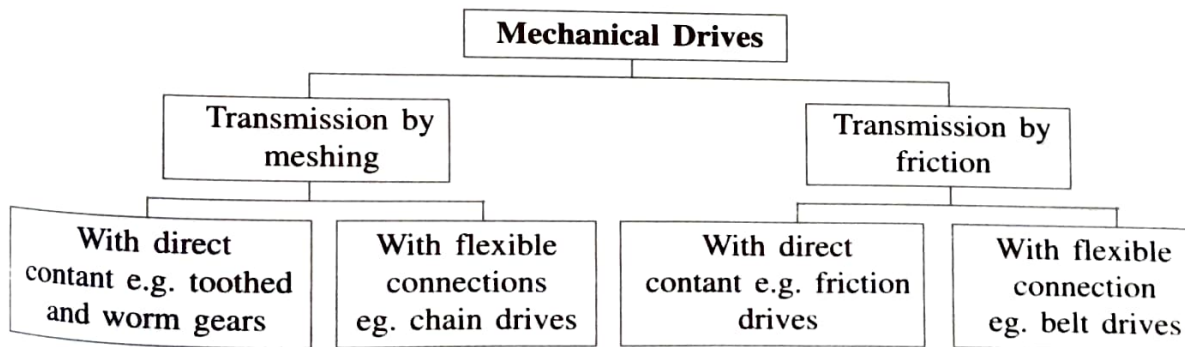 Mechanical Drives
Transmission by
meshing
Transmission by
friction
With direct
contant e.g. toothed
and worm gears
With flexible
connections
eg. chain drives
With direct
contant e.g. friction
drives
With flexible
connection
eg. belt drives